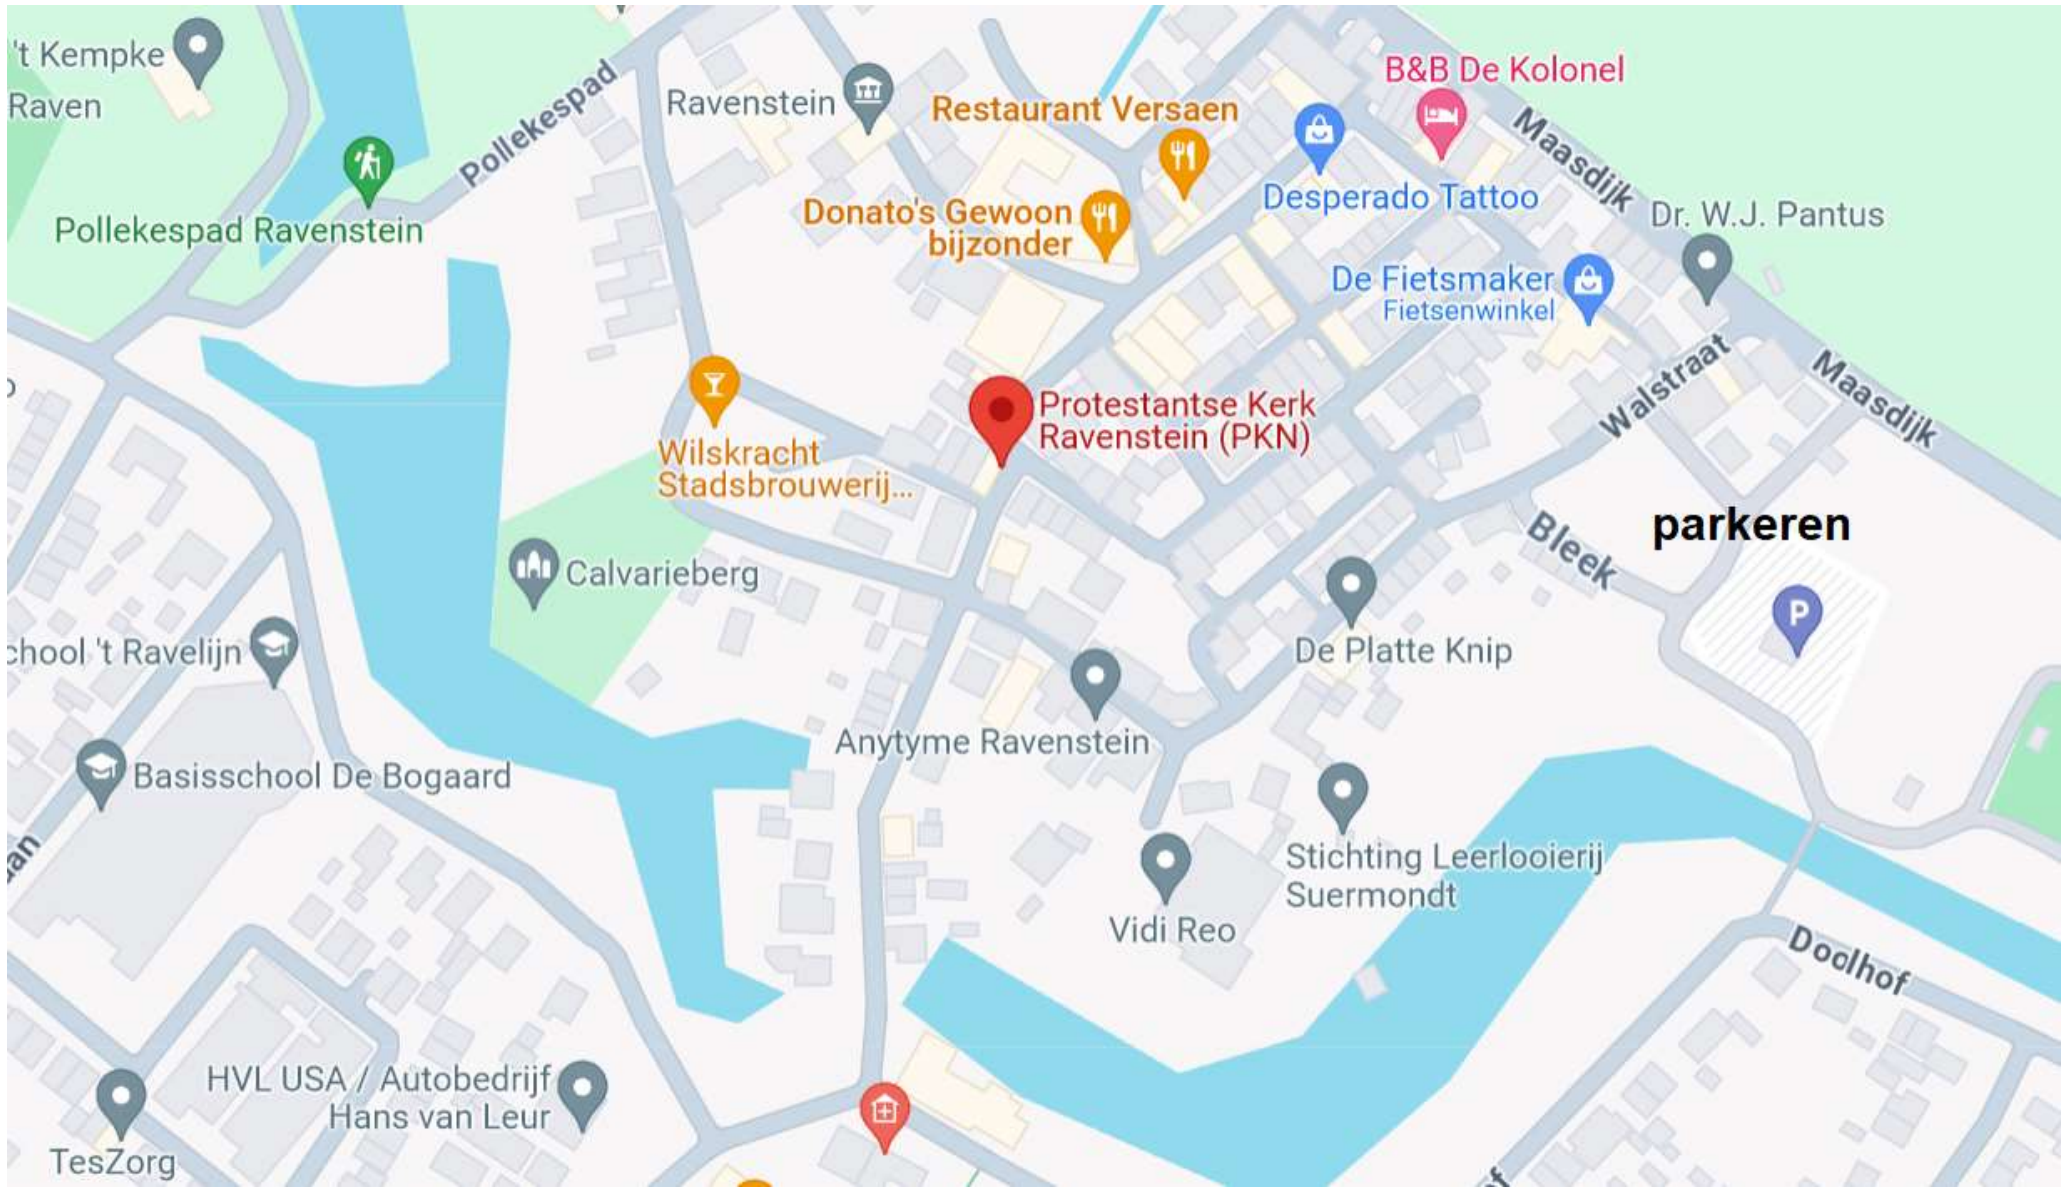 't Kempke
Raven
Pollekespad
Pollekespad Ravenstein
Ravenstein
Restaurant Versaen
Donato's Gewoon
bijzonder
B&B De Kolonel
Desperado Tattoo
Maasdijk
Dr. W.J. Pantus
De Fietsmaker
Fietsenwinkel
Walstraat
Maasdijk
Protestantse Kerk
Ravenstein (PKN)
Wilskracht
Stadsbrouwerij...
parkeren
P
Bleek
Calvarieberg
De Platte Knip
chool 't Ravelijn
Anytyme Ravenstein
Basisschool De Bogaard
Stichting Leerlooierij
Suermondt
Vidi Reo
Doolhof
HVL USA / Autobedrijf
Hans van Leur
TesZorg